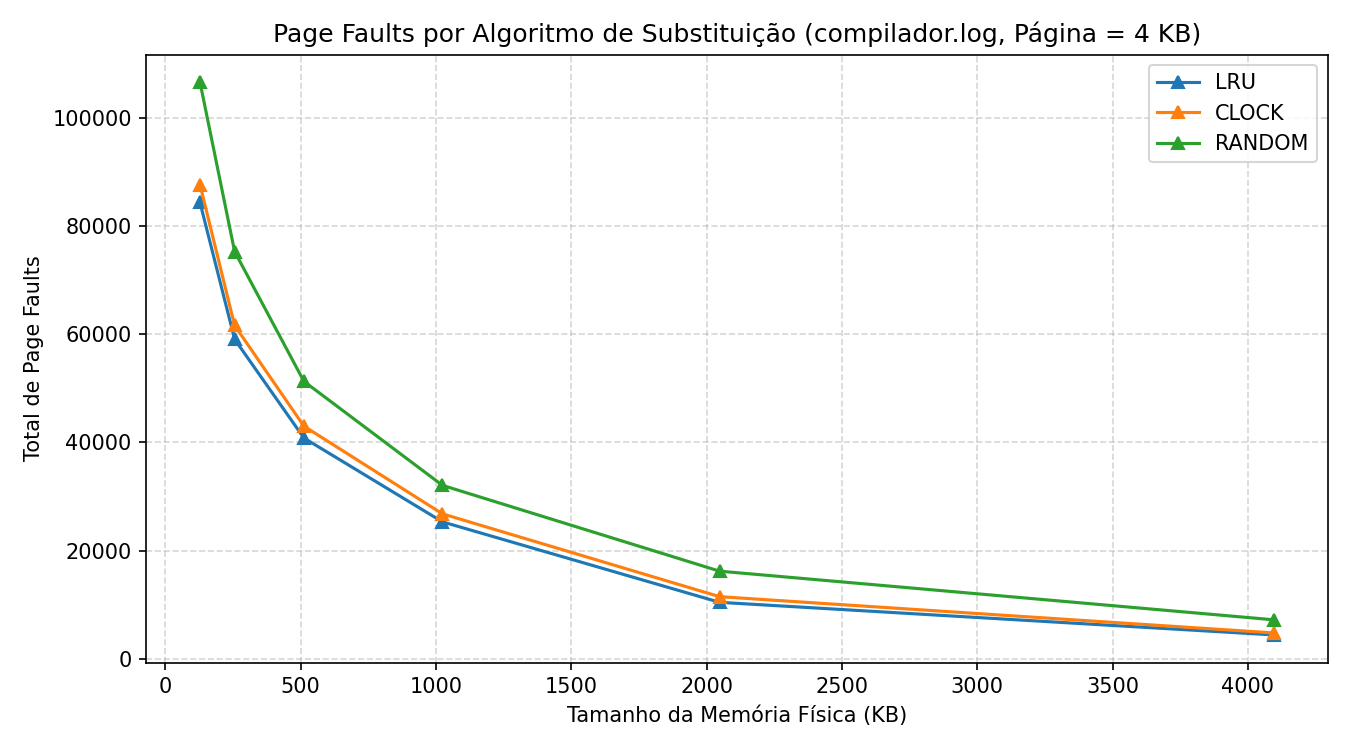 Page Faults por Algoritmo de Substituição (compilador.log, Página = 4 KB)
LRU
CLOCK
RANDOM
Total de Page Faults
100000
80000
60000
40000
20000
0
0 500 1000 1500 2000 2500 3000 3500 4000
Tamanho da Memória Física (KB)